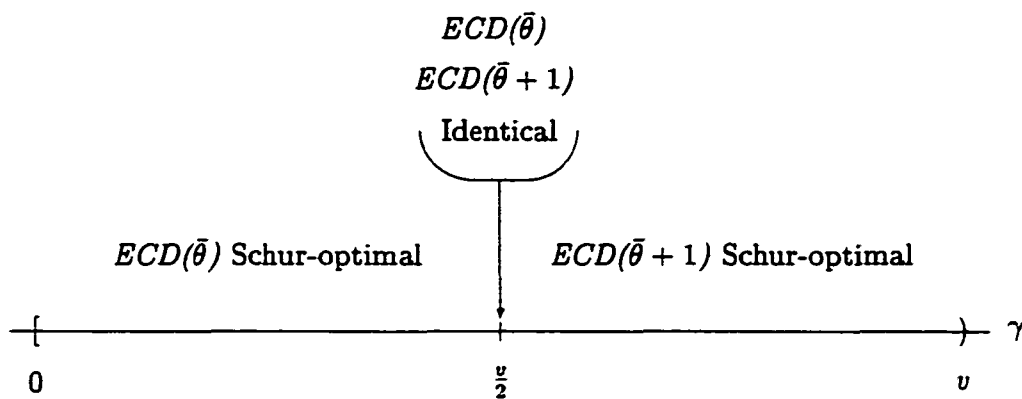 ECD(θ̄)
ECD(θ̄ + 1)
Identical
ECD(θ̄) Schur-optimal
ECD(θ̄ + 1) Schur-optimal
[ ) γ
0 v/2 v